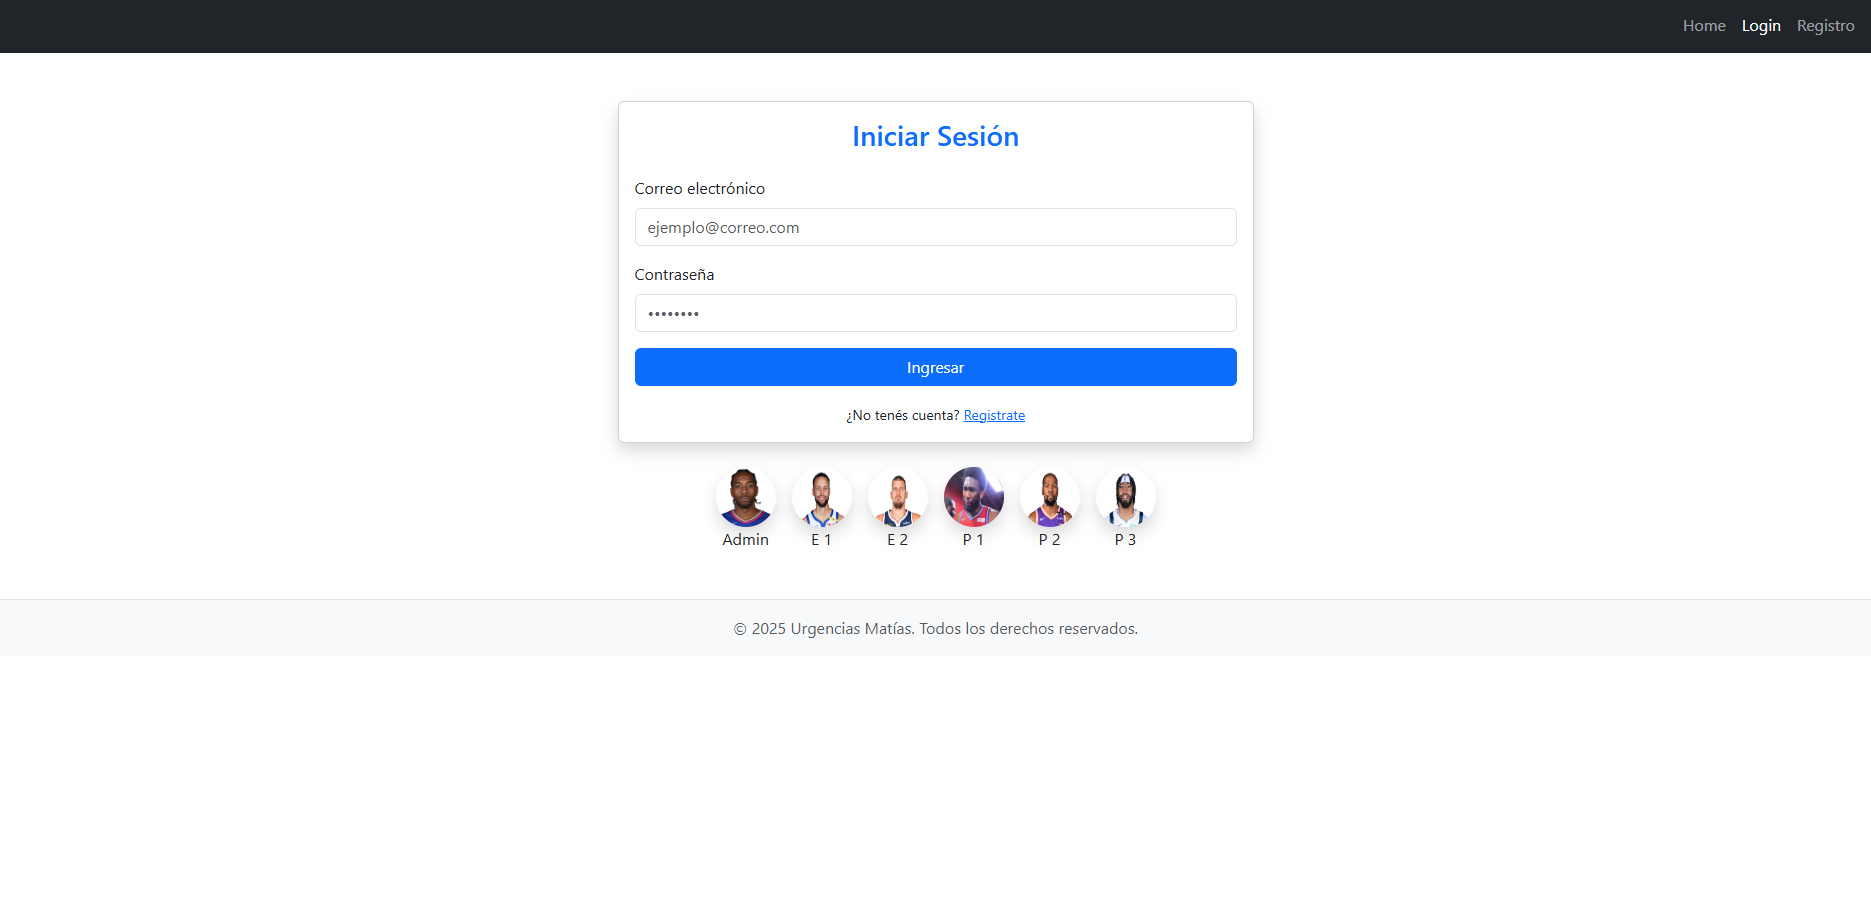 Home Login Registro
Iniciar Sesión
Correo electrónico
ejemplo@correo.com
Contraseña
••••••••
Ingresar
¿No tenés cuenta? Registrate
Admin E 1 E 2 P 1 P 2 P 3
© 2025 Urgencias Matías. Todos los derechos reservados.